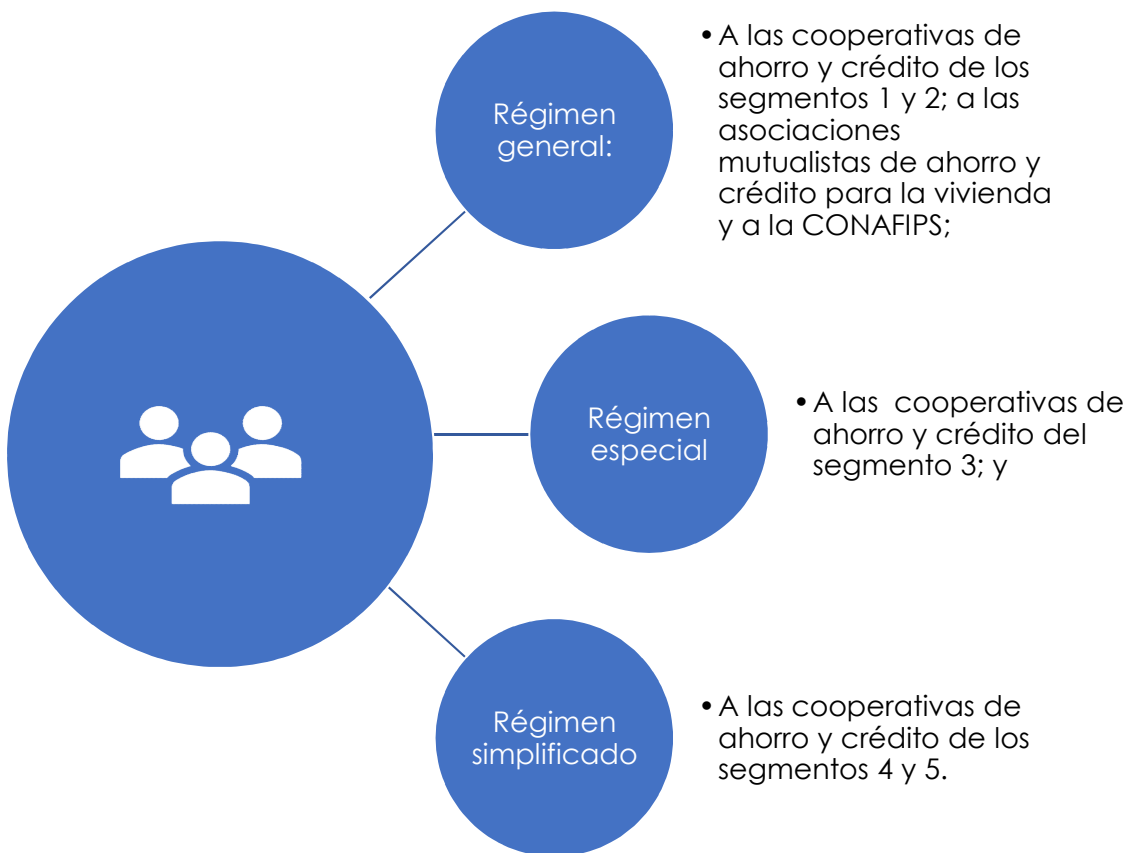 Régimen
general:
• A las cooperativas de
ahorro y crédito de los
segmentos 1 y 2; a las
asociaciones
mutualistas de ahorro y
crédito para la vivienda
y a la CONAFIPS;
Régimen
especial
• A las  cooperativas de
ahorro y crédito del
segmento 3; y
Régimen
simplificado
• A las cooperativas de
ahorro y crédito de los
segmentos 4 y 5.